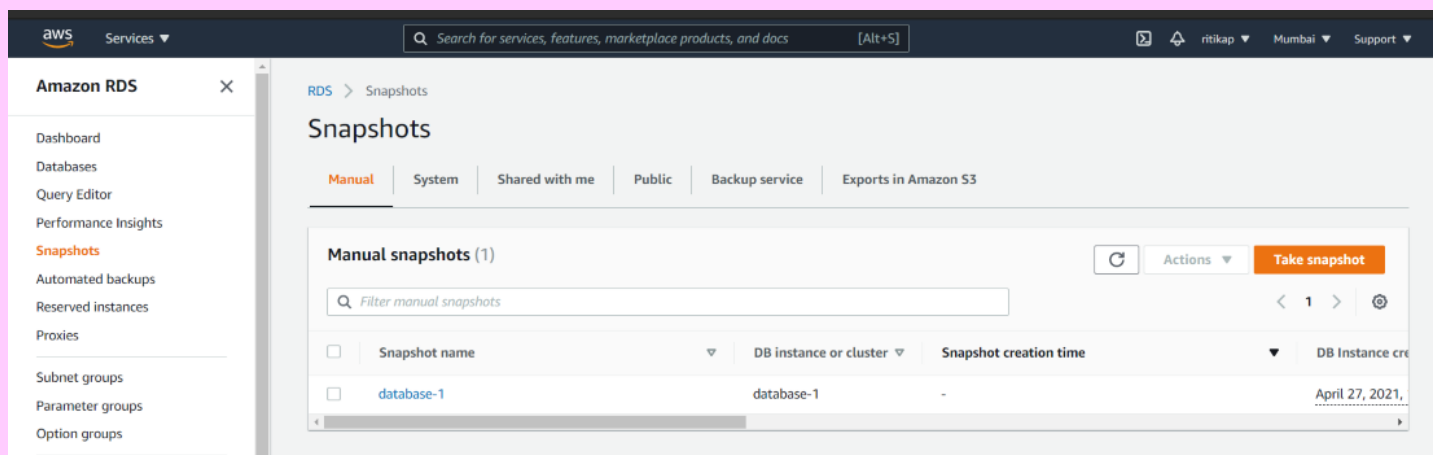 aws Services ▼ Search for services, features, marketplace products, and docs [Alt+S] ritikap ▼ Mumbai ▼ Support ▼
Amazon RDS
Dashboard
Databases
Query Editor
Performance Insights
Snapshots
Automated backups
Reserved instances
Proxies
Subnet groups
Parameter groups
Option groups
RDS > Snapshots
Snapshots
Manual System Shared with me Public Backup service Exports in Amazon S3
Manual snapshots (1) Actions ▼ Take snapshot
Filter manual snapshots < 1 >
Snapshot name DB instance or cluster Snapshot creation time DB Instance cre
database-1 database-1 - April 27, 2021,